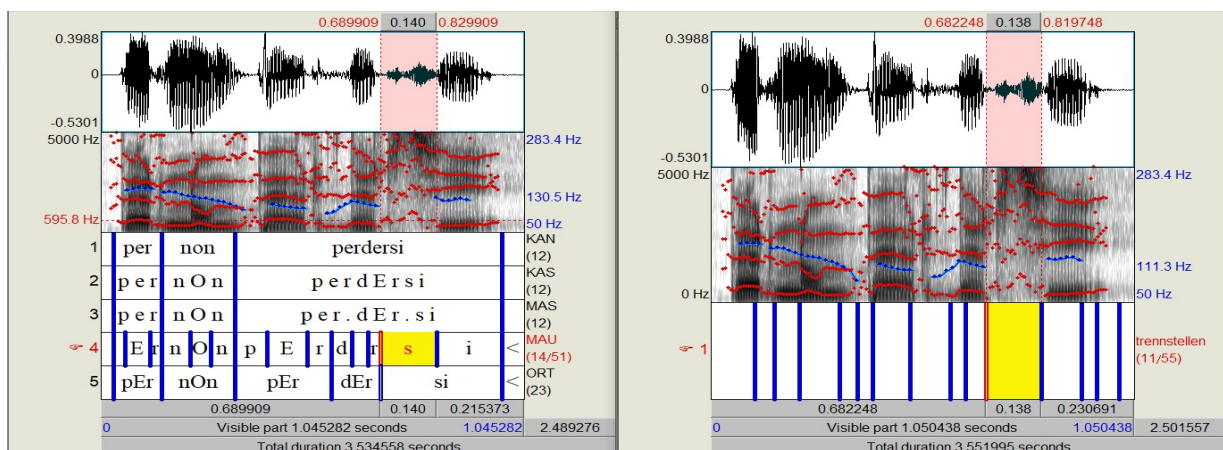 0.689909 0.140 0.829909
0.3988
0
-0.5301
5000 Hz 283.4 Hz
130.5 Hz
595.8 Hz 50 Hz
1 per non perdersi KAN (12)
2 p e r n O n p e r d E r s i KAS (12)
3 p e r n O n p e r . d E r . s i MAS (12)
4 E r n O n p E r d r s i < MAU (14/51)
5 pEr nOn pEr dEr si < ORT (23)
0.689909 0.140 0.215373
0 Visible part 1.045282 seconds 1.045282 2.489276
Total duration 3.534558 seconds
0.682248 0.138 0.819748
0.3988
0
-0.5301
5000 Hz 283.4 Hz
111.3 Hz
0 Hz 50 Hz
1 trennstellen (11/55)
0.682248 0.138 0.230691
0 Visible part 1.050438 seconds 1.050438 2.501557
Total duration 3.551995 seconds